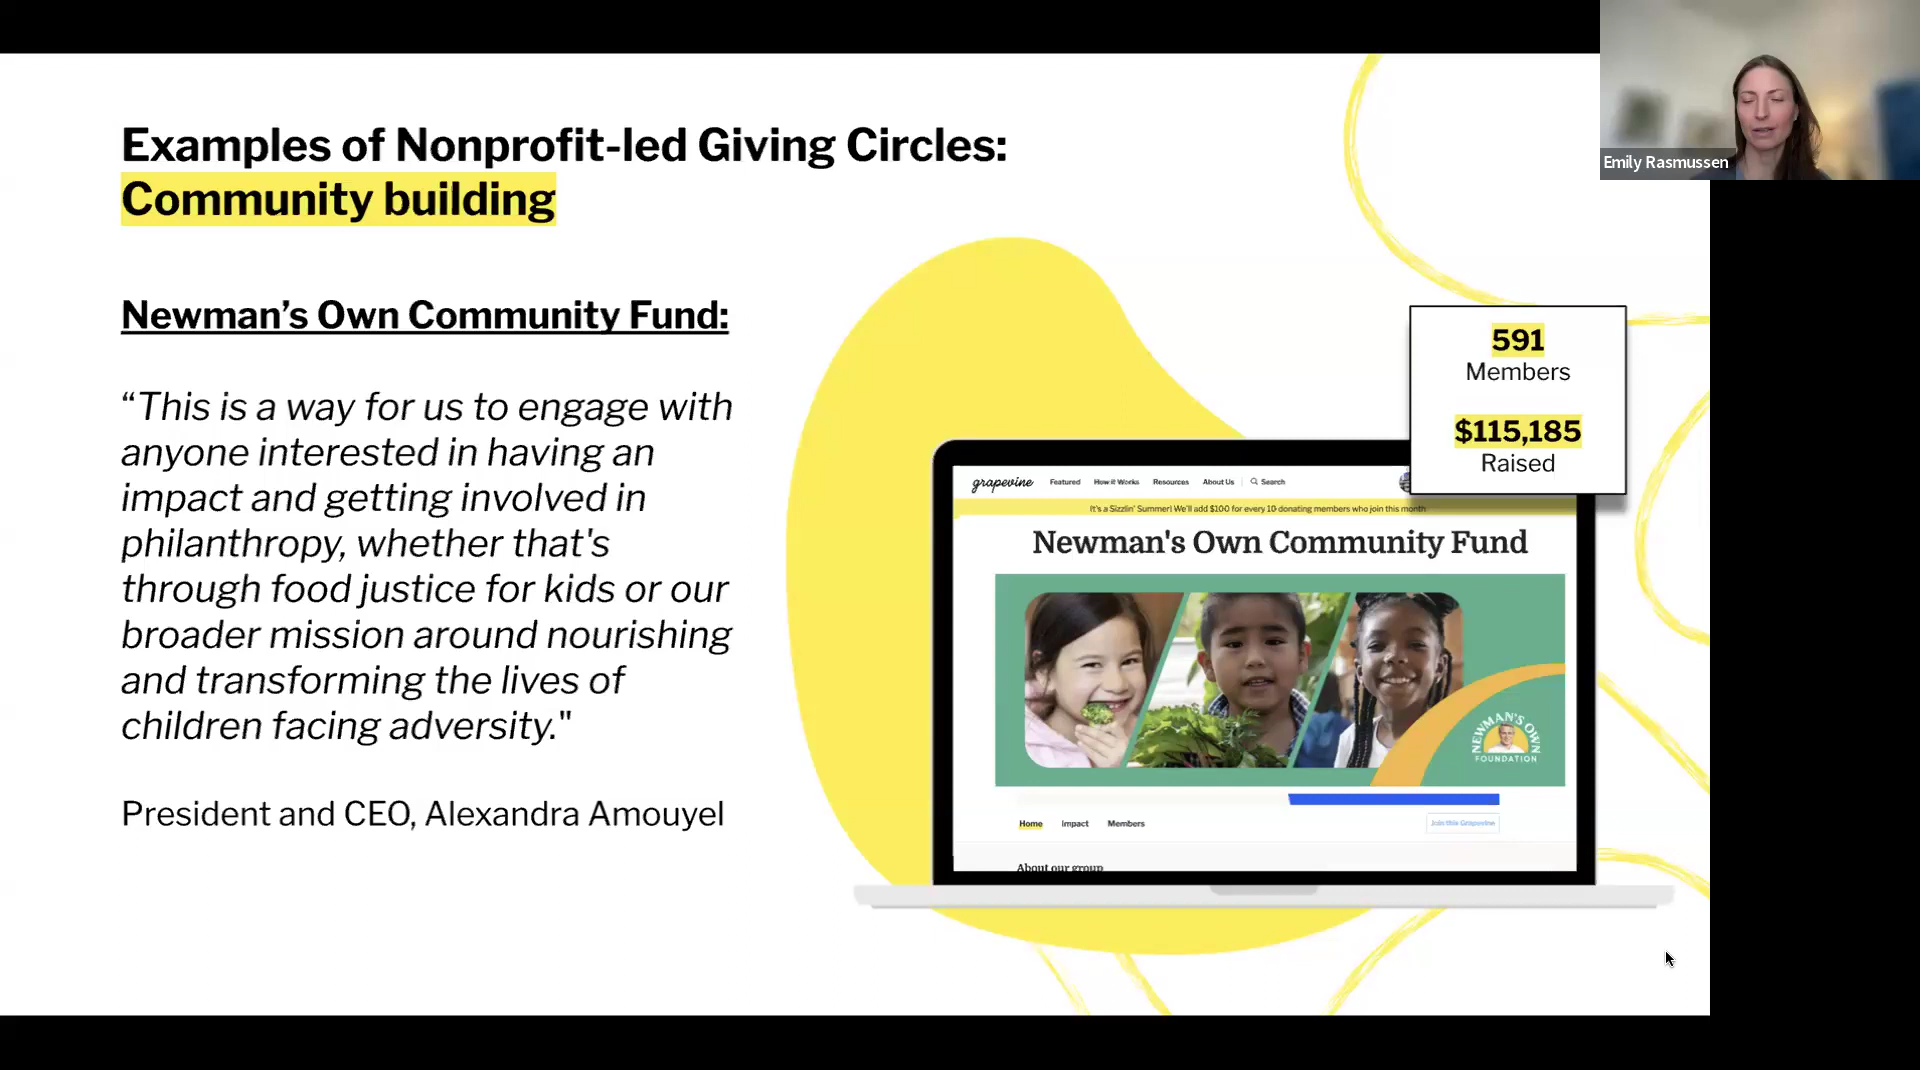 Examples of Nonprofit-led Giving Circles:
Community building
Newman’s Own Community Fund:
“This is a way for us to engage with
anyone interested in having an
impact and getting involved in
philanthropy, whether that's
through food justice for kids or our
broader mission around nourishing
and transforming the lives of
children facing adversity."
President and CEO, Alexandra Amouyel
591
Members
$115,185
Raised
grapevine Featured How it Works Resources About Us Search
It's a Sizzlin' Summer! We'll add $100 for every 10 donating members who join this month
Newman's Own Community Fund
NEWMAN'S OWN
FOUNDATION
Home Impact Members Join this Grapevine
About our group
Emily Rasmussen